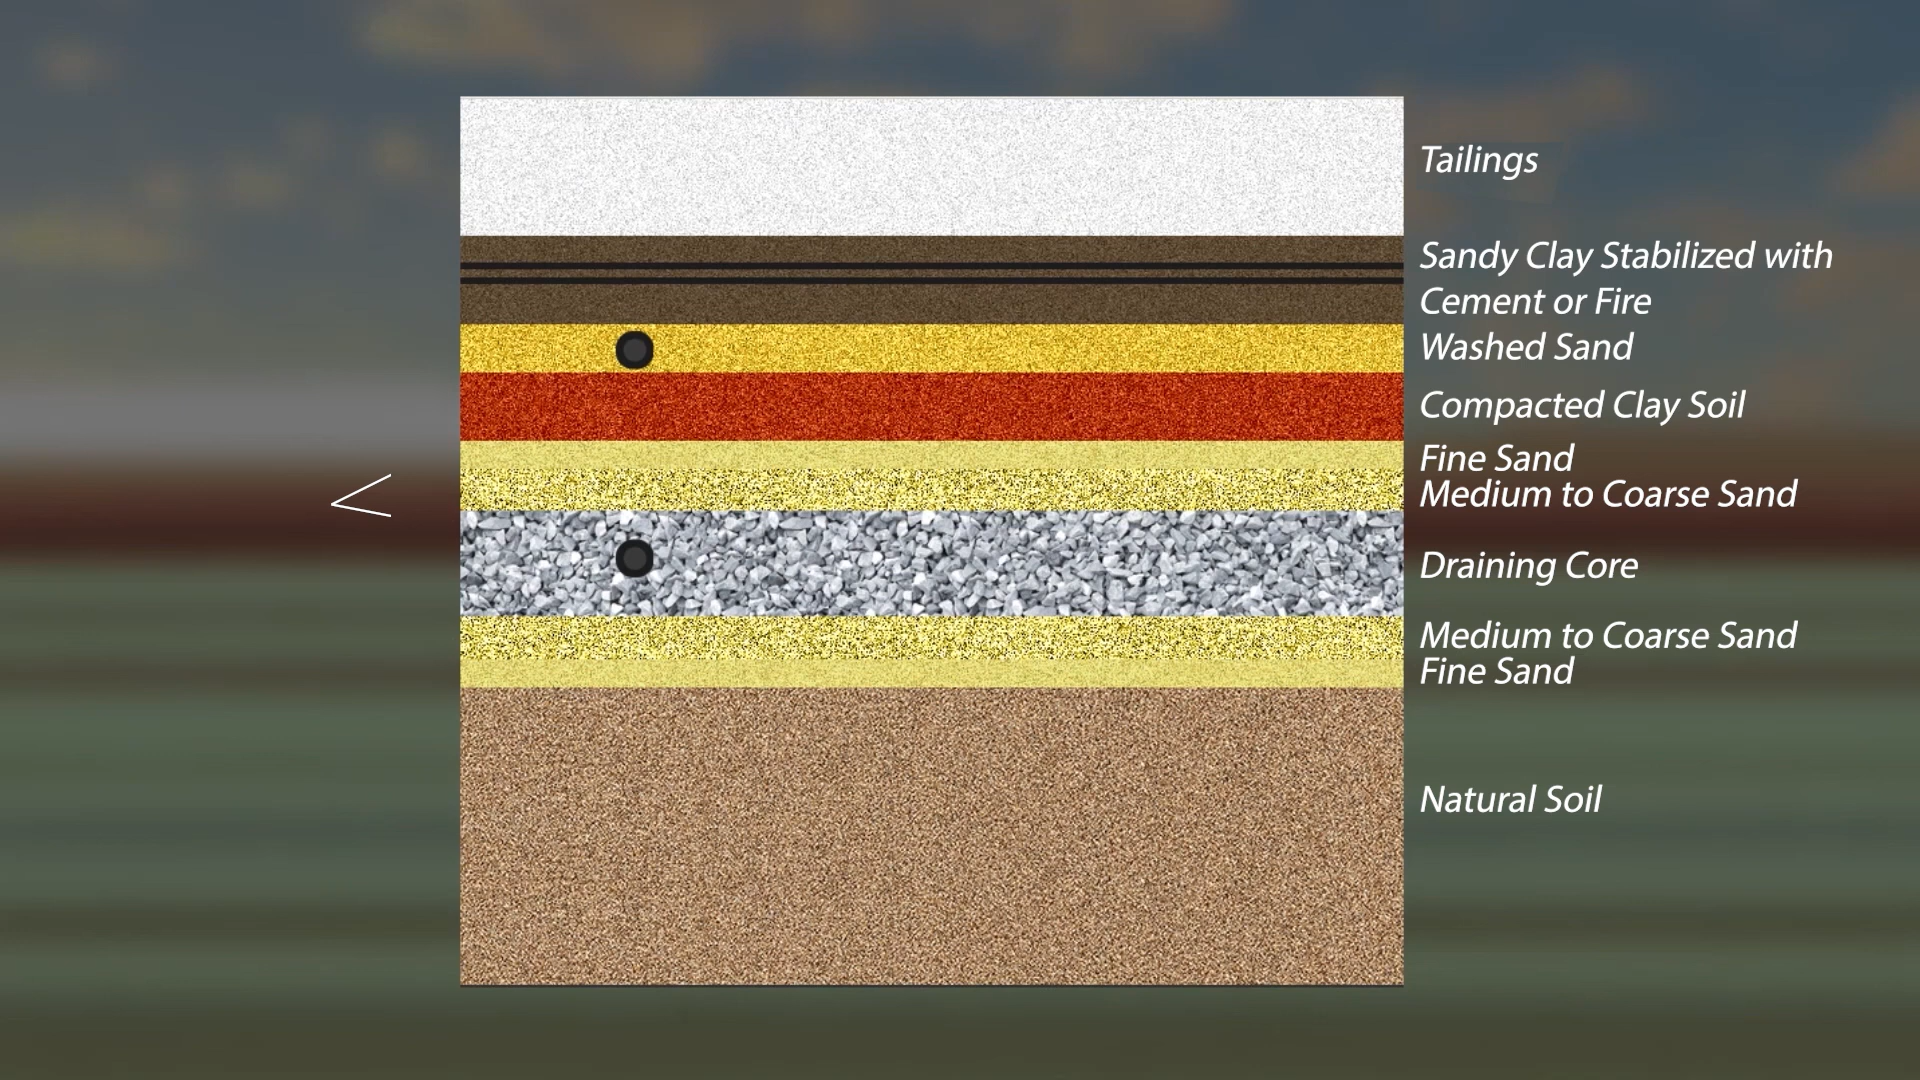 Tailings
Sandy Clay Stabilized with
Cement or Fire
Washed Sand
Compacted Clay Soil
Fine Sand
Medium to Coarse Sand
Draining Core
Medium to Coarse Sand
Fine Sand
Natural Soil